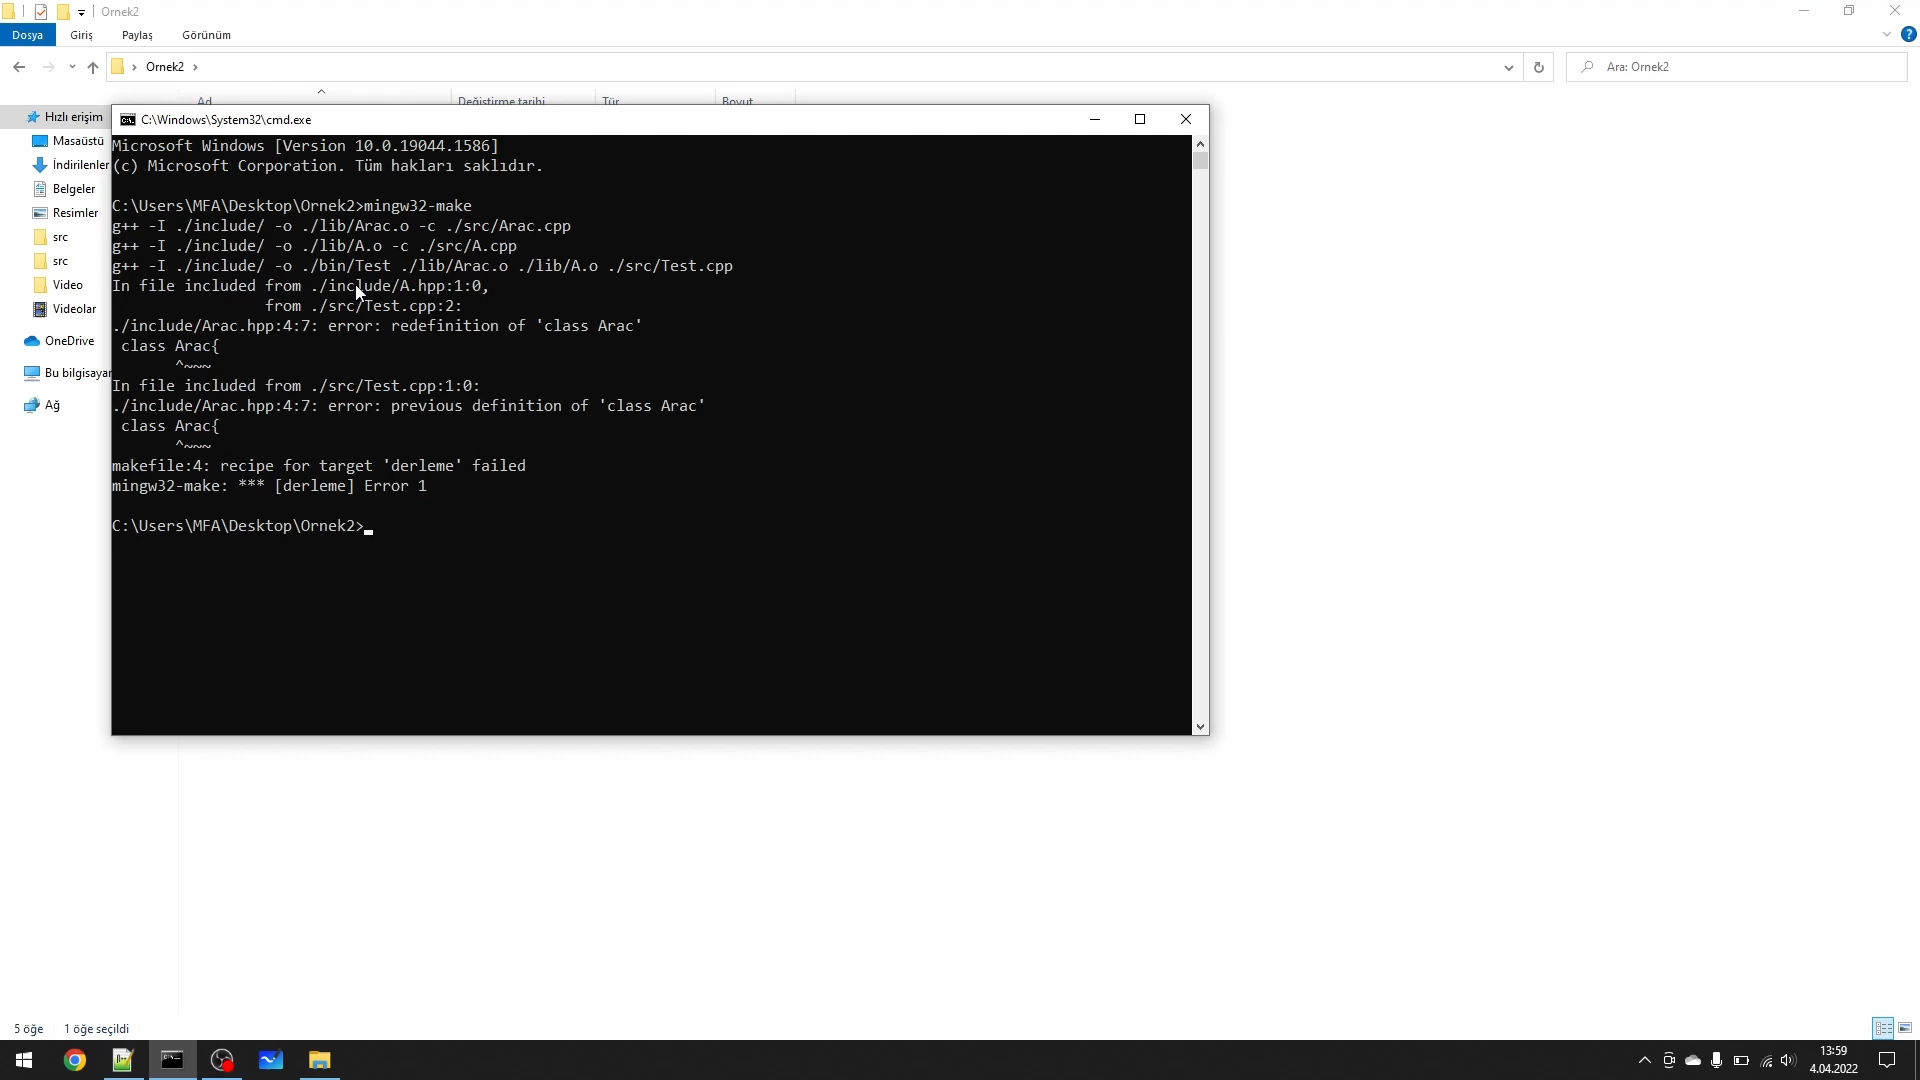 Ornek2
Dosya Giriş Paylaş Görünüm
Ornek2
Ara: Ornek2
Ad Değiştirme tarihi Tür Boyut
Hızlı erişim
Masaüstü
İndirilenler
Belgeler
Resimler
src
src
Video
Videolar
OneDrive
Bu bilgisayar
Ağ
C:\Windows\System32\cmd.exe
Microsoft Windows [Version 10.0.19044.1586]
(c) Microsoft Corporation. Tüm hakları saklıdır.
C:\Users\MFA\Desktop\Ornek2>mingw32-make
g++ -I ./include/ -o ./lib/Arac.o -c ./src/Arac.cpp
g++ -I ./include/ -o ./lib/A.o -c ./src/A.cpp
g++ -I ./include/ -o ./bin/Test ./lib/Arac.o ./lib/A.o ./src/Test.cpp
In file included from ./include/A.hpp:1:0,
from ./src/Test.cpp:2:
./include/Arac.hpp:4:7: error: redefinition of 'class Arac'
class Arac{
^~~~
In file included from ./src/Test.cpp:1:0:
./include/Arac.hpp:4:7: error: previous definition of 'class Arac'
class Arac{
^~~~
makefile:4: recipe for target 'derleme' failed
mingw32-make: *** [derleme] Error 1
C:\Users\MFA\Desktop\Ornek2>
5 öğe 1 öğe seçildi
13:59
4.04.2022